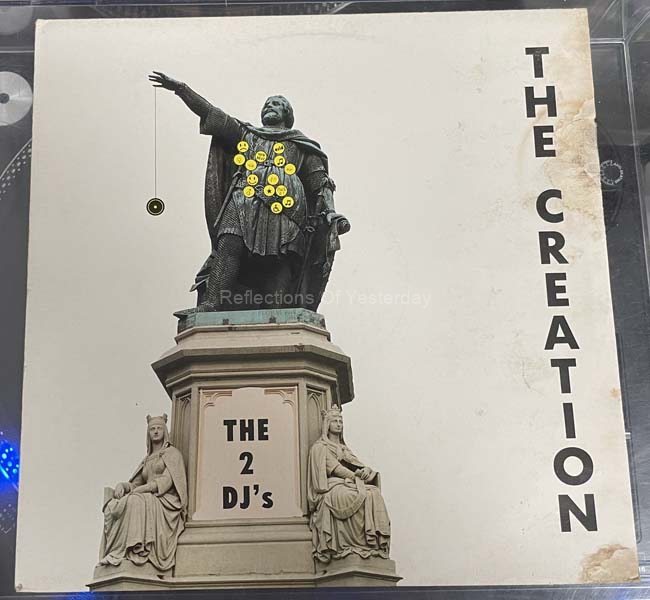 THE CREATION
Reflections Of Yesterday
THE
2
DJ's